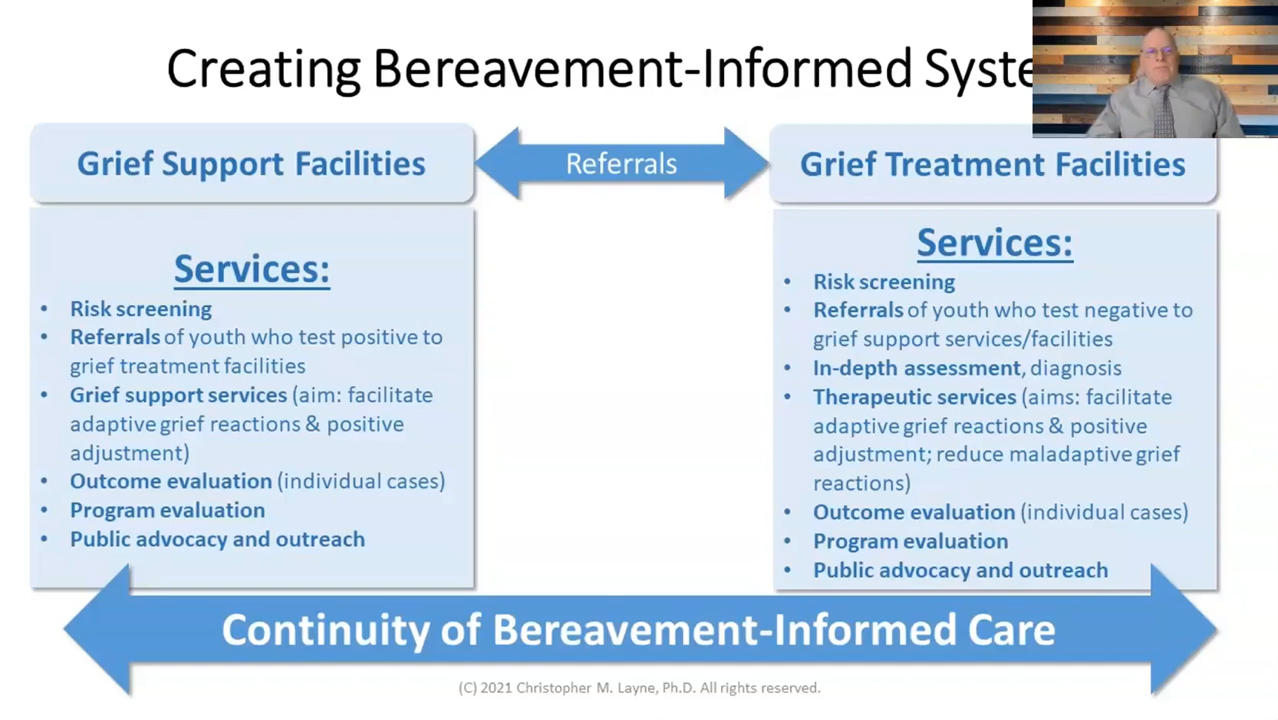 Creating Bereavement-Informed Syste
Grief Support Facilities
Referrals
Grief Treatment Facilities
Services:
• Risk screening
• Referrals of youth who test positive to
grief treatment facilities
• Grief support services (aim: facilitate
adaptive grief reactions & positive
adjustment)
• Outcome evaluation (individual cases)
• Program evaluation
• Public advocacy and outreach
Services:
• Risk screening
• Referrals of youth who test negative to
grief support services/facilities
• In-depth assessment, diagnosis
• Therapeutic services (aims: facilitate
adaptive grief reactions & positive
adjustment; reduce maladaptive grief
reactions)
• Outcome evaluation (individual cases)
• Program evaluation
• Public advocacy and outreach
Continuity of Bereavement-Informed Care
(C) 2021 Christopher M. Layne, Ph.D. All rights reserved.